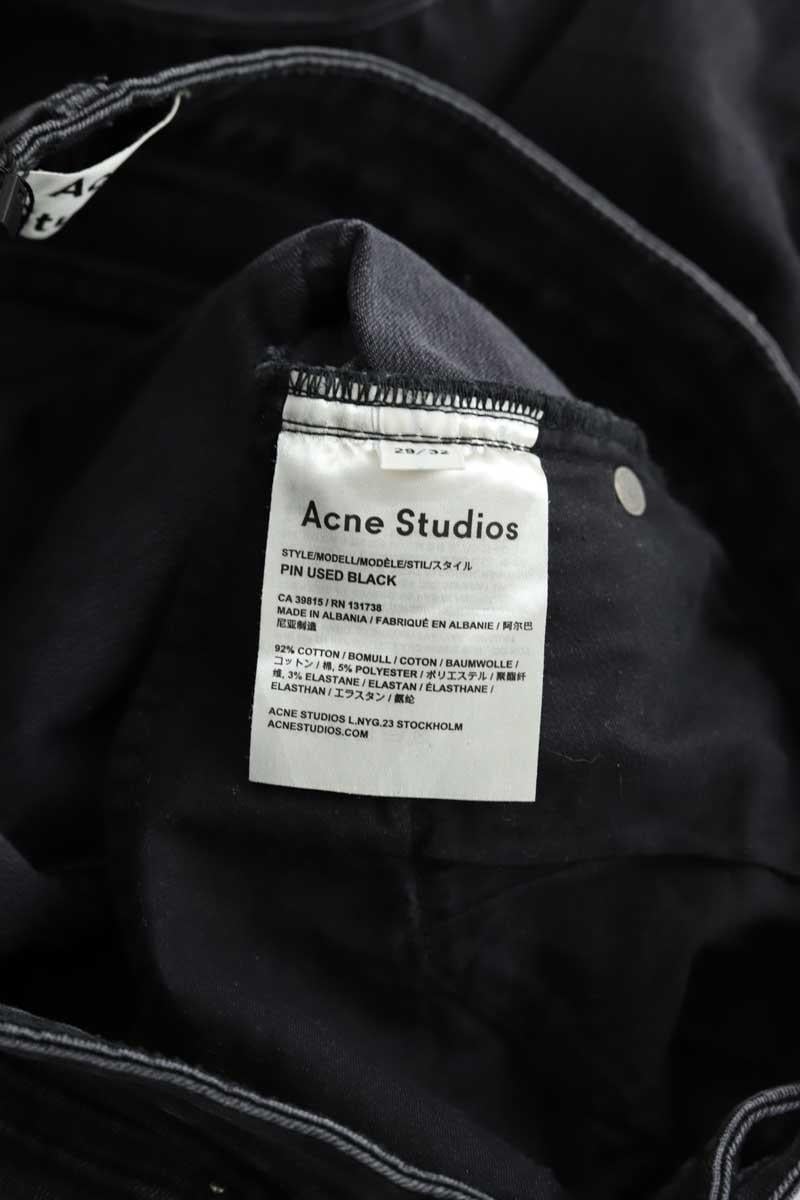 Ac
28/32
Acne Studios
STYLE/MODELL/MODÈLE/STIL/スタイル
PIN USED BLACK
CA 39815 / RN 131738
MADE IN ALBANIA / FABRIQUÉ EN ALBANIE / 阿尔巴
尼亚制造
92% COTTON / BOMULL / COTON / BAUMWOLLE /
コットン / 棉, 5% POLYESTER / ポリエステル / 聚酯纤
维, 3% ELASTANE / ELASTAN / ÉLASTHANE /
ELASTHAN / エラスタン / 氨纶
ACNE STUDIOS L.NYG.23 STOCKHOLM
ACNESTUDIOS.COM